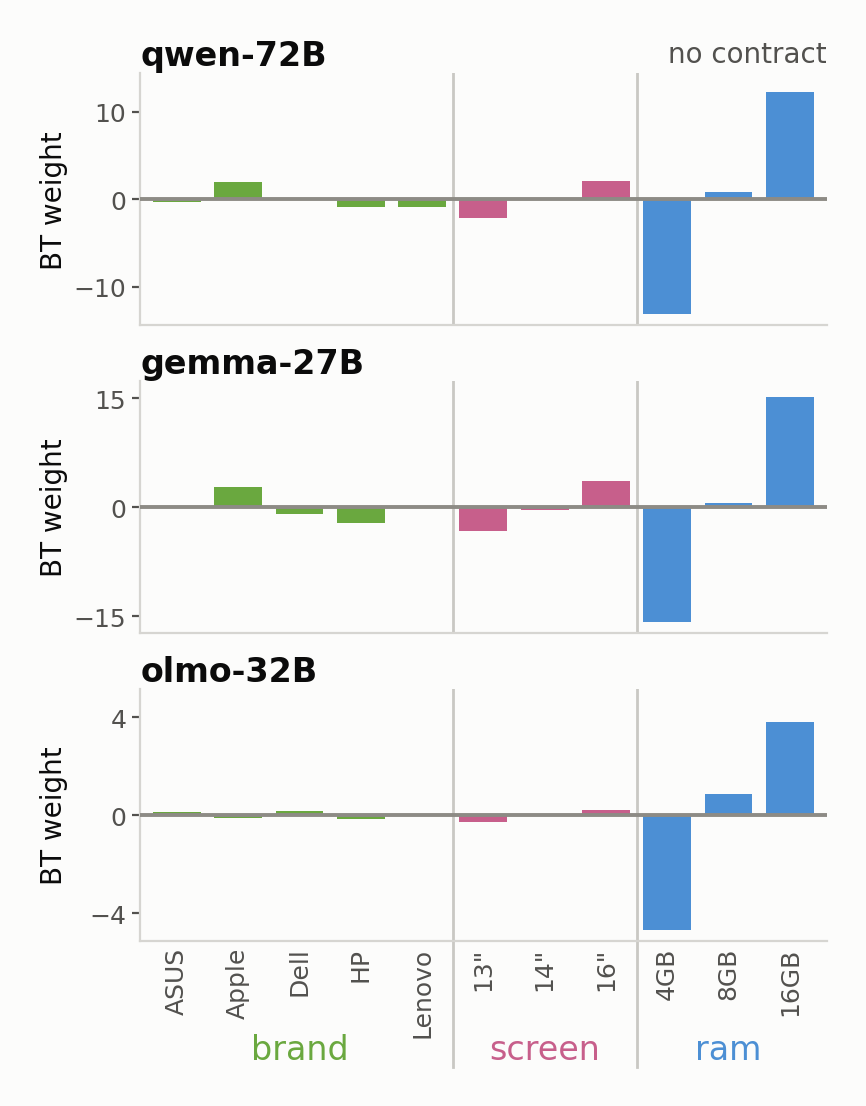 qwen-72B
no contract
BT weight
10
0
−10
gemma-27B
BT weight
15
0
−15
olmo-32B
BT weight
4
0
−4
ASUS
Apple
Dell
HP
Lenovo
13"
14"
16"
4GB
8GB
16GB
brand
screen
ram